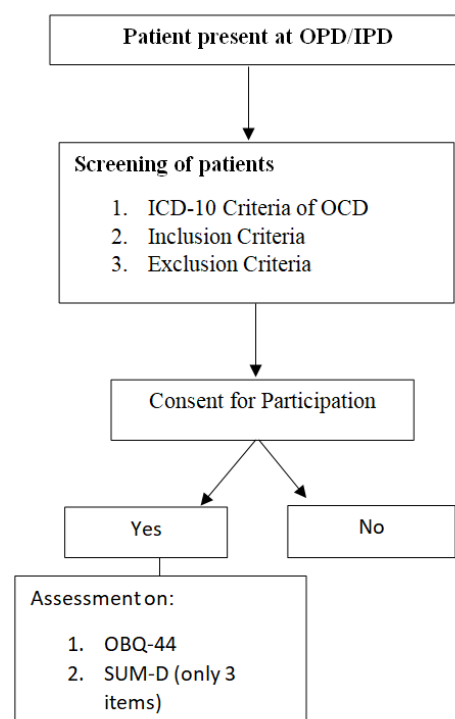 Patient present at OPD/IPD
Screening of patients
1. ICD-10 Criteria of OCD
2. Inclusion Criteria
3. Exclusion Criteria
Consent for Participation
Yes
No
Assessment on:
1. OBQ-44
2. SUM-D (only 3
items)